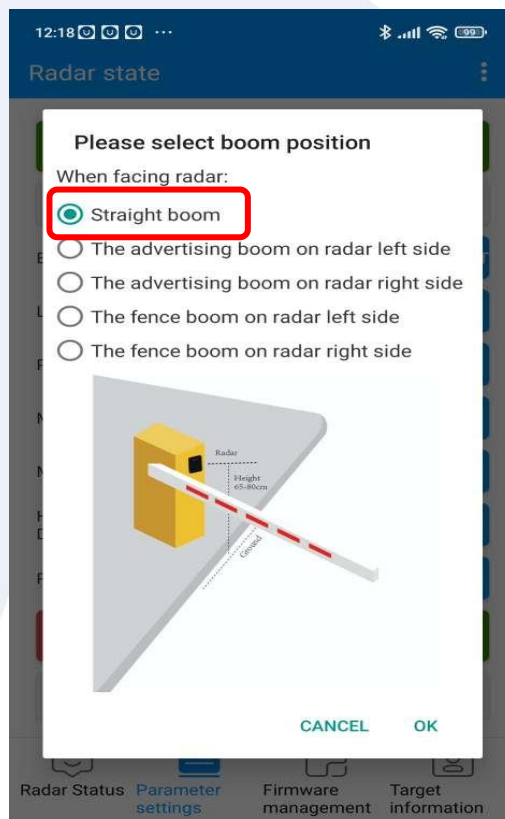 12:18
99
Radar state
Please select boom position
When facing radar:
Straight boom
The advertising boom on radar left side
The advertising boom on radar right side
The fence boom on radar left side
The fence boom on radar right side
Radar
Height
65-80cm
Ground
CANCEL OK
Radar Status Parameter settings Firmware management Target information